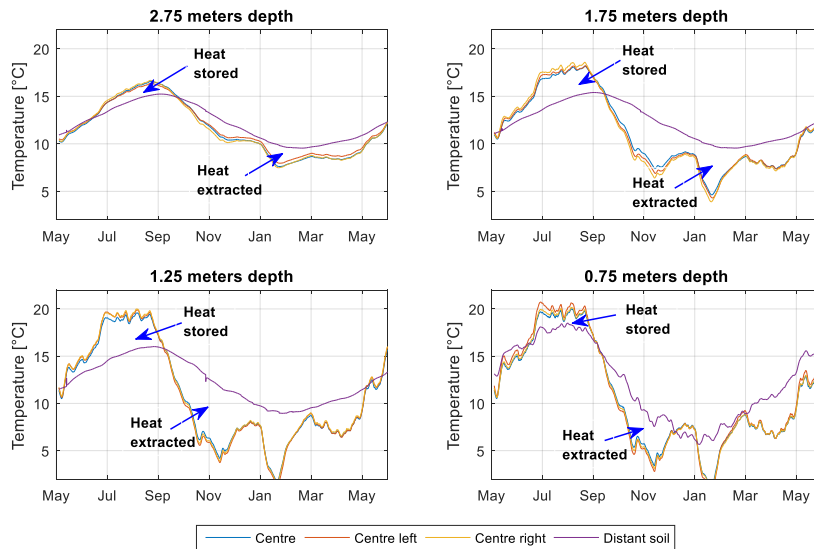 2.75 meters depth
20
15
10
5
Temperature [°C]
Heat
stored
Heat
extracted
May Jul Sep Nov Jan Mar May
1.75 meters depth
20
15
10
5
Temperature [°C]
Heat
stored
Heat
extracted
May Jul Sep Nov Jan Mar May
1.25 meters depth
20
15
10
5
Temperature [°C]
Heat
stored
Heat
extracted
May Jul Sep Nov Jan Mar May
0.75 meters depth
20
15
10
5
Temperature [°C]
Heat
stored
Heat
extracted
May Jul Sep Nov Jan Mar May
Centre Centre left Centre right Distant soil